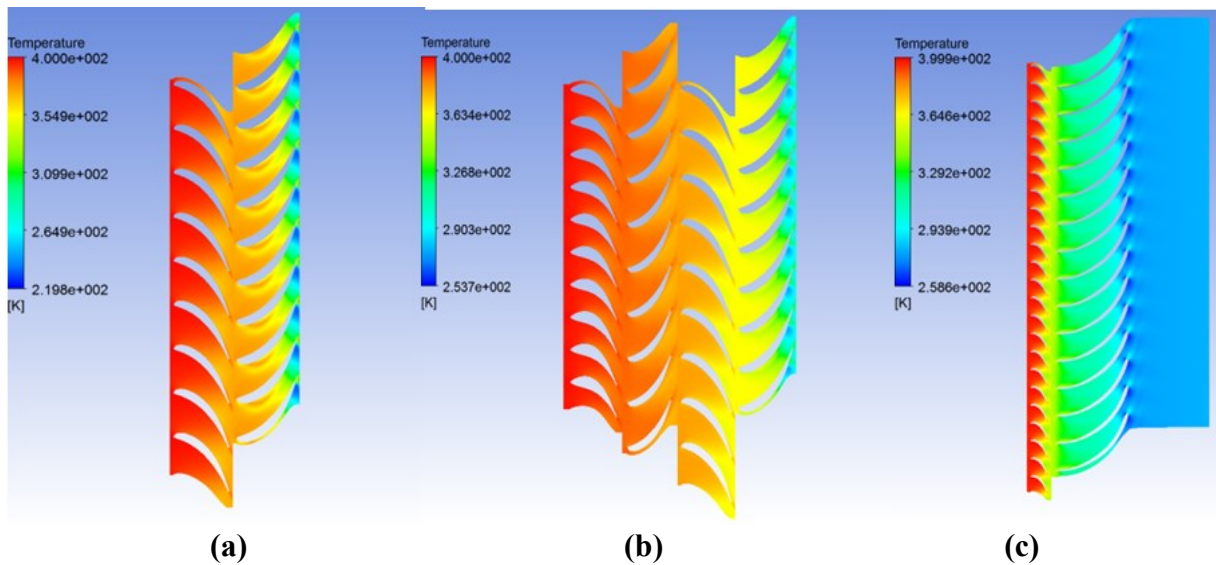 Temperature
4.000e+002
3.549e+002
3.099e+002
2.649e+002
2.198e+002
[K]
(a)
Temperature
4.000e+002
3.634e+002
3.268e+002
2.903e+002
2.537e+002
[K]
(b)
Temperature
3.999e+002
3.646e+002
3.292e+002
2.939e+002
2.586e+002
[K]
(c)